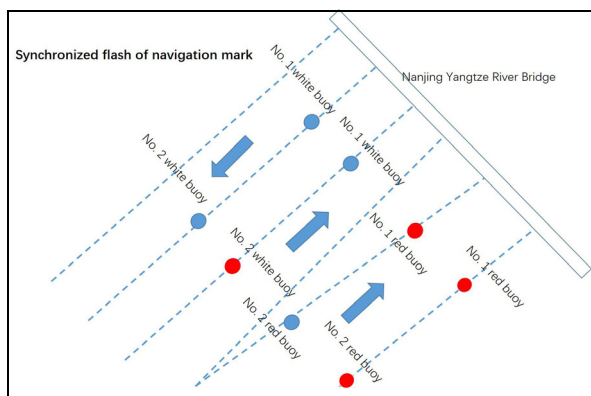 Synchronized flash of navigation mark
Nanjing Yangtze River Bridge
No. 1 white buoy
No. 1 white buoy
No. 2 white buoy
No. 2 white buoy
No. 1 red buoy
No. 1 red buoy
No. 2 red buoy
No. 2 red buoy